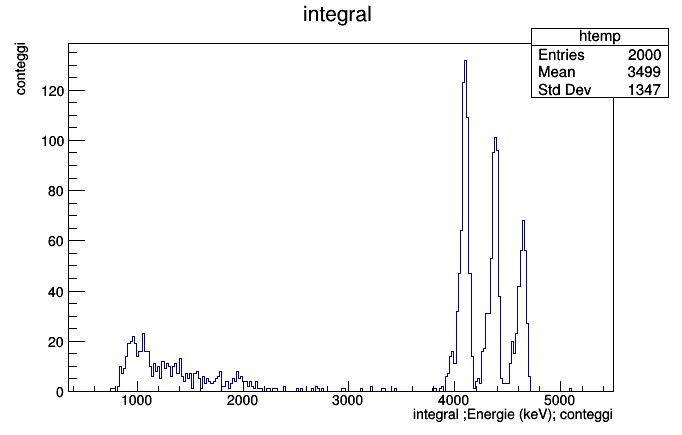 integral
conteggi
htemp
Entries 2000
Mean 3499
Std Dev 1347
120
100
80
60
40
20
0
1000 2000 3000 4000 5000
integral ;Energie (keV); conteggi